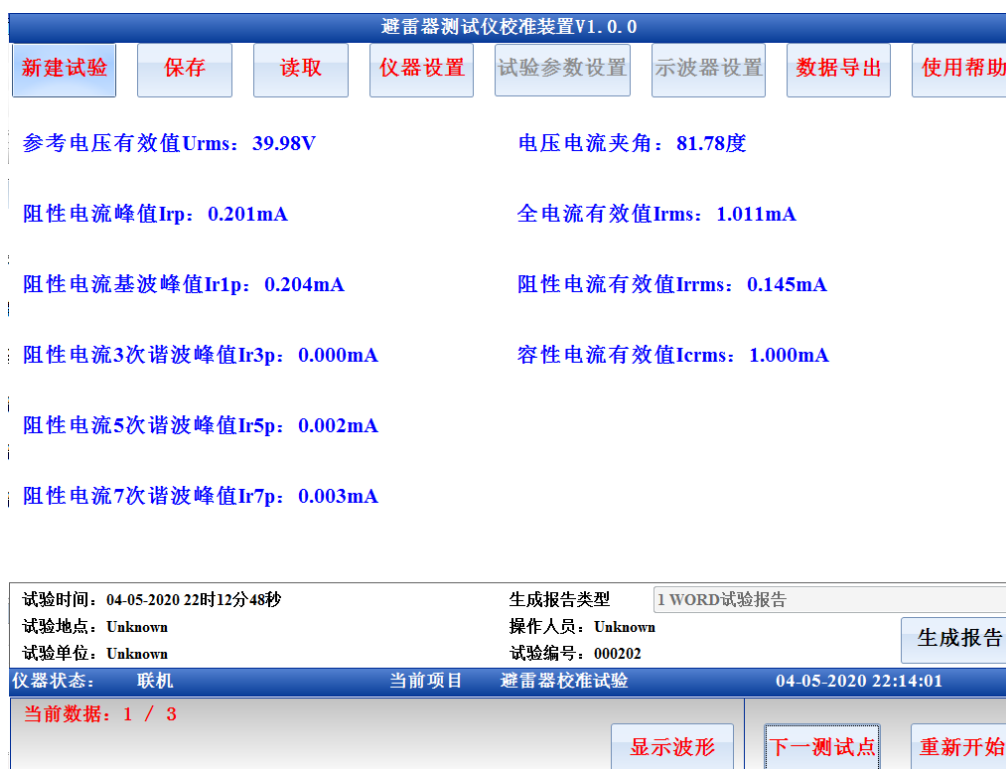 避雷器测试仪校准装置V1.0.0
新建试验 保存 读取 仪器设置 试验参数设置 示波器设置 数据导出 使用帮助
参考电压有效值Urms：39.98V 电压电流夹角：81.78度
阻性电流峰值Irp：0.201mA 全电流有效值Irms：1.011mA
阻性电流基波峰值Ir1p：0.204mA 阻性电流有效值Irrms：0.145mA
阻性电流3次谐波峰值Ir3p：0.000mA 容性电流有效值Icrms：1.000mA
阻性电流5次谐波峰值Ir5p：0.002mA
阻性电流7次谐波峰值Ir7p：0.003mA
试验时间：04-05-2020 22时12分48秒 生成报告类型 1 WORD试验报告
试验地点：Unknown 操作人员：Unknown
试验单位：Unknown 试验编号：000202 生成报告
仪器状态： 联机 当前项目 避雷器校准试验 04-05-2020 22:14:01
当前数据：1 / 3
显示波形 下一测试点 重新开始